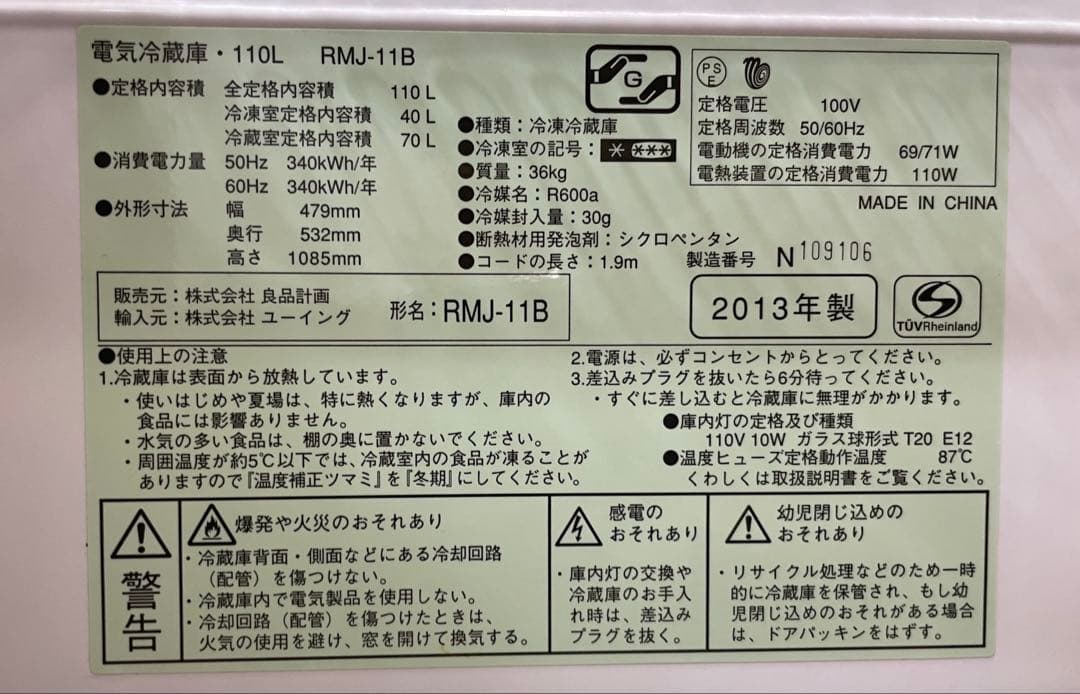 電気冷蔵庫・110L RMJ-11B
●定格内容積 全定格内容積 110 L
冷凍室定格内容積 40 L
冷蔵室定格内容積 70 L
●消費電力量 50Hz 340kWh/年
60Hz 340kWh/年
●外形寸法 幅 479mm
奥行 532mm
高さ 1085mm
G
●種類：冷凍冷蔵庫
●冷凍室の記号：
●質量：36kg
●冷媒名：R600a
●冷媒封入量：30g
●断熱材用発泡剤：シクロペンタン
●コードの長さ：1.9m
PS
E
定格電圧 100V
定格周波数 50/60Hz
電動機の定格消費電力 69/71W
電熱装置の定格消費電力 110W
MADE IN CHINA
製造番号 N109106
販売元：株式会社 良品計画
輸入元：株式会社 ユーイング
形名：RMJ-11B
2013年製
TÜVRheinland
●使用上の注意
1.冷蔵庫は表面から放熱しています。
・使いはじめや夏場は、特に熱くなりますが、庫内の
食品には影響ありません。
・水気の多い食品は、棚の奥に置かないでください。
・周囲温度が約5℃以下では、冷蔵室内の食品が凍ることが
ありますので『温度補正ツマミ』を『冬期』にしてください。
2.電源は、必ずコンセントからとってください。
3.差込みプラグを抜いたら6分待ってください。
・すぐに差し込むと冷蔵庫に無理がかかります。
●庫内灯の定格及び種類
110V 10W ガラス球形式 T20 E12
●温度ヒューズ定格動作温度 87℃
くわしくは取扱説明書をご覧ください。
警告
爆発や火災のおそれあり
・冷蔵庫背面・側面などにある冷却回路
（配管）を傷つけない。
・冷蔵庫内で電気製品を使用しない。
・冷却回路（配管）を傷つけたときは、
火気の使用を避け、窓を開けて換気する。
感電の
おそれあり
・庫内灯の交換や
冷蔵庫のお手入
れ時は、差込み
プラグを抜く。
幼児閉じ込めの
おそれあり
・リサイクル処理などのため一時
的に冷蔵庫を保管され、もし幼
児閉じ込めのおそれがある場合
は、ドアパッキンをはずす。